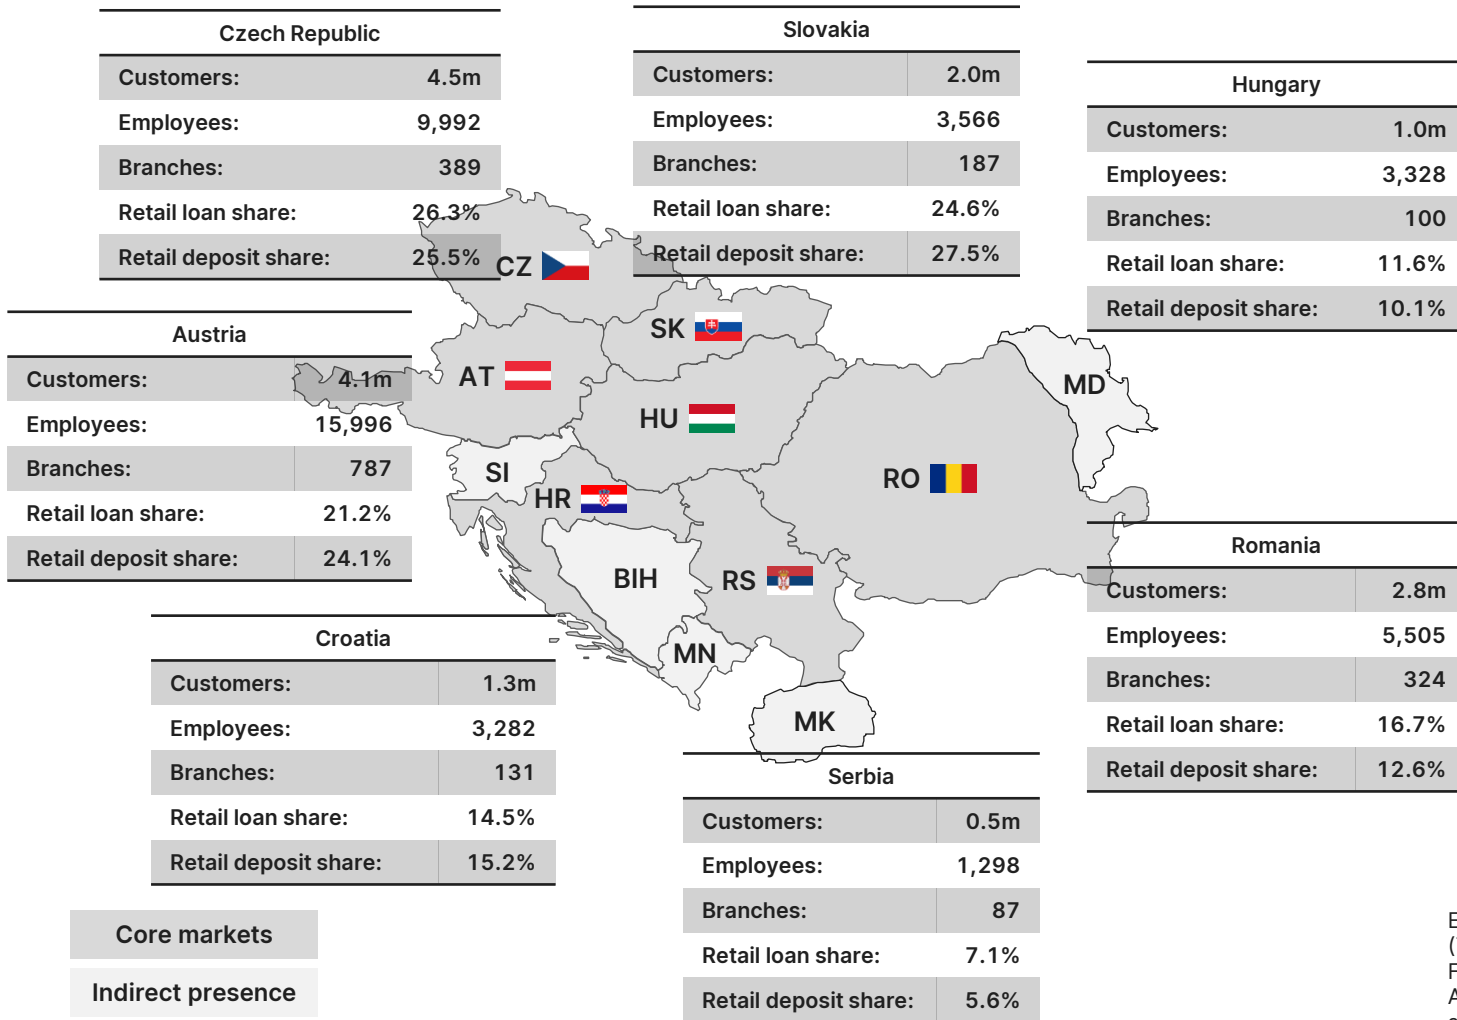 Czech Republic
Customers: 4.5m
Employees: 9,992
Branches: 389
Retail loan share: 26.3%
Retail deposit share: 25.5%
Slovakia
Customers: 2.0m
Employees: 3,566
Branches: 187
Retail loan share: 24.6%
Retail deposit share: 27.5%
Hungary
Customers: 1.0m
Employees: 3,328
Branches: 100
Retail loan share: 11.6%
Retail deposit share: 10.1%
Austria
Customers: 4.1m
Employees: 15,996
Branches: 787
Retail loan share: 21.2%
Retail deposit share: 24.1%
CZ
SK
AT
HU
MD
SI
HR
RO
BIH
RS
MN
MK
Romania
Customers: 2.8m
Employees: 5,505
Branches: 324
Retail loan share: 16.7%
Retail deposit share: 12.6%
Croatia
Customers: 1.3m
Employees: 3,282
Branches: 131
Retail loan share: 14.5%
Retail deposit share: 15.2%
Serbia
Customers: 0.5m
Employees: 1,298
Branches: 87
Retail loan share: 7.1%
Retail deposit share: 5.6%
Core markets
Indirect presence